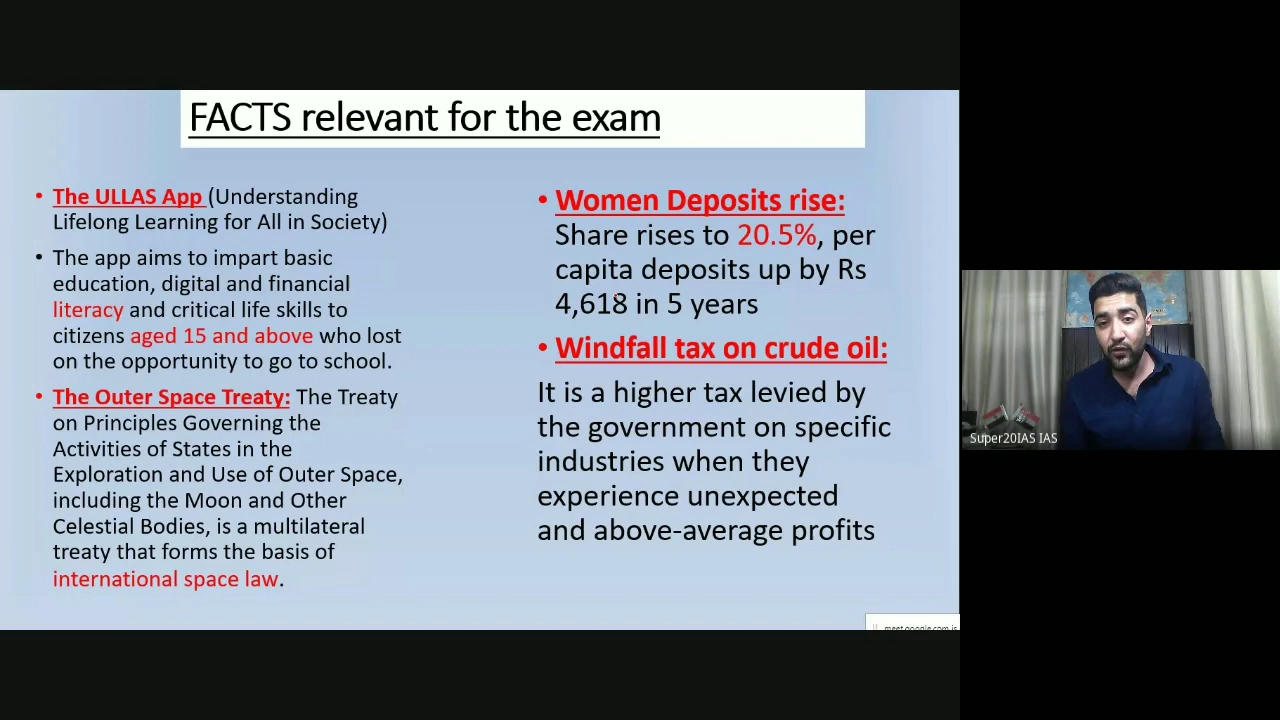 FACTS relevant for the exam
• The ULLAS App (Understanding
Lifelong Learning for All in Society)
• The app aims to impart basic
education, digital and financial
literacy and critical life skills to
citizens aged 15 and above who lost
on the opportunity to go to school.
• The Outer Space Treaty: The Treaty
on Principles Governing the
Activities of States in the
Exploration and Use of Outer Space,
including the Moon and Other
Celestial Bodies, is a multilateral
treaty that forms the basis of
international space law.
• Women Deposits rise:
Share rises to 20.5%, per
capita deposits up by Rs
4,618 in 5 years
• Windfall tax on crude oil:
It is a higher tax levied by
the government on specific
industries when they
experience unexpected
and above-average profits
meet.google.com is
Super20IAS IAS